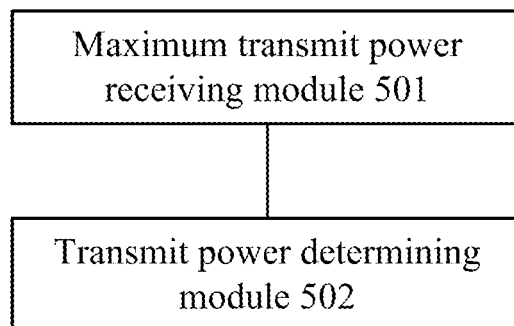 Maximum transmit power
receiving module 501
Transmit power determining
module 502